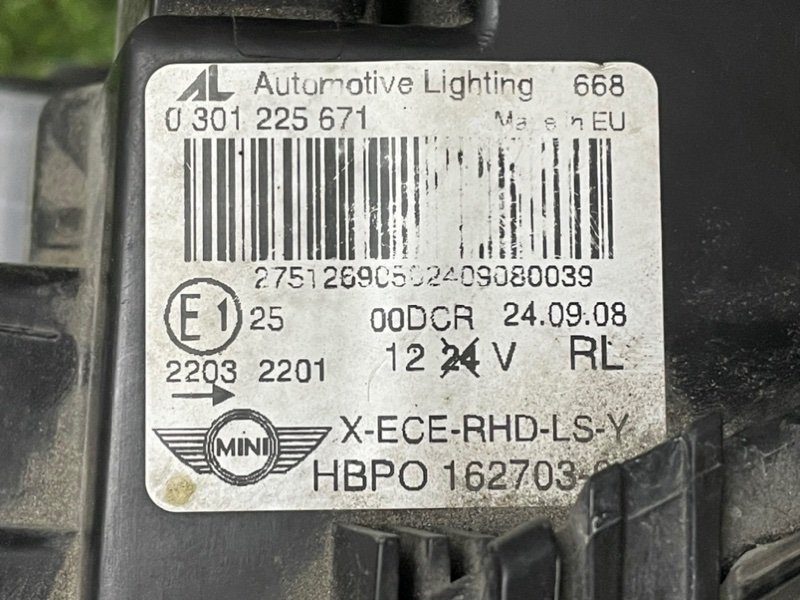 AL Automotive Lighting 668
0 301 225 671 Made in EU
27512690502409080039
E1 25 00DCR 24.09.08
2203 2201 12 24 V RL
MINI X-ECE-RHD-LS-Y
HBPO